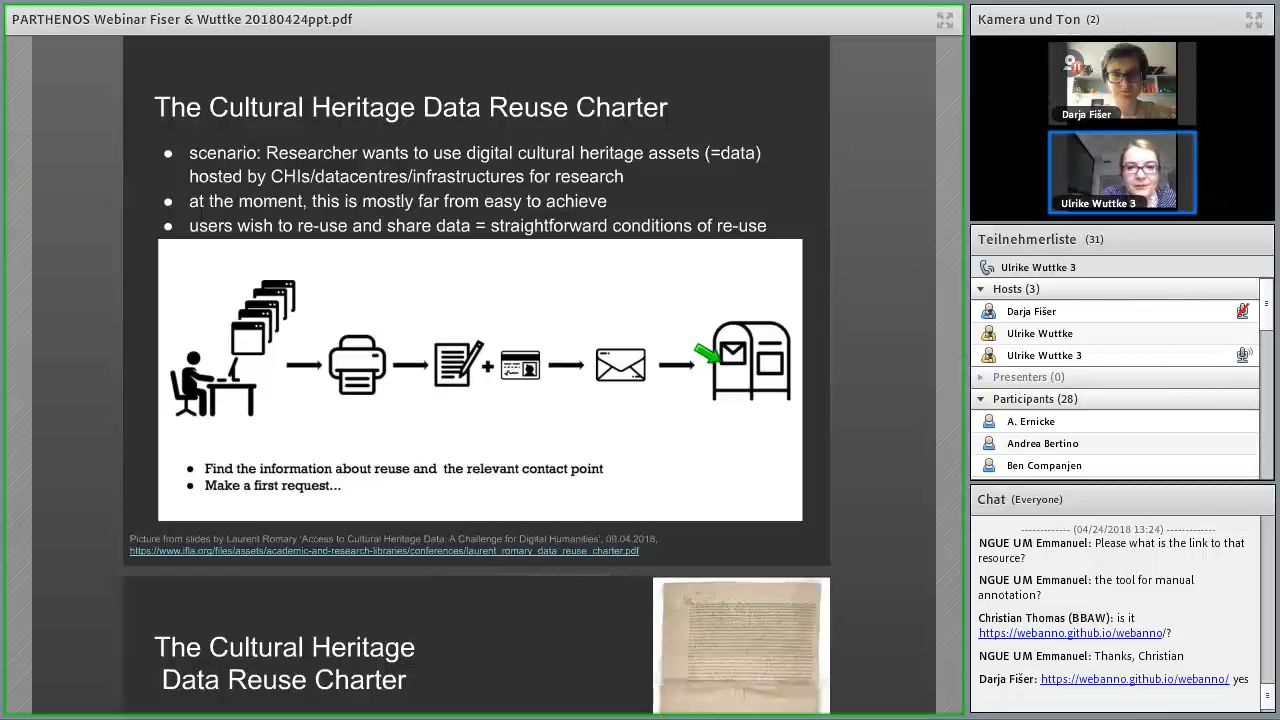 PARTHENOS Webinar Fiser & Wuttke 20180424ppt.pdf
The Cultural Heritage Data Reuse Charter
● scenario: Researcher wants to use digital cultural heritage assets (=data)
hosted by CHIs/datacentres/infrastructures for research
● at the moment, this is mostly far from easy to achieve
● users wish to re-use and share data = straightforward conditions of re-use
● Find the information about reuse and the relevant contact point
● Make a first request...
Picture from slides by Laurent Romary 'Access to Cultural Heritage Data: A Challenge for Digital Humanities', 09.04.2018,
https://www.ifla.org/files/assets/academic-and-research-libraries/conferences/laurent_romary_data_reuse_charter.pdf
The Cultural Heritage
Data Reuse Charter
Kamera und Ton (2)
Darja Fišer
Ulrike Wuttke 3
Teilnehmerliste (31)
Ulrike Wuttke 3
Hosts (3)
Darja Fišer
Ulrike Wuttke
Ulrike Wuttke 3
Presenters (0)
Participants (28)
A. Ernicke
Andrea Bertino
Ben Companjen
Chat (Everyone)
------------- (04/24/2018 13:24) -------------
NGUE UM Emmanuel: Please what is the link to that
resource?
NGUE UM Emmanuel: the tool for manual
annotation?
Christian Thomas (BBAW): is it
https://webanno.github.io/webanno/?
NGUE UM Emmanuel: Thanks, Christian
Darja Fišer: https://webanno.github.io/webanno/ yes